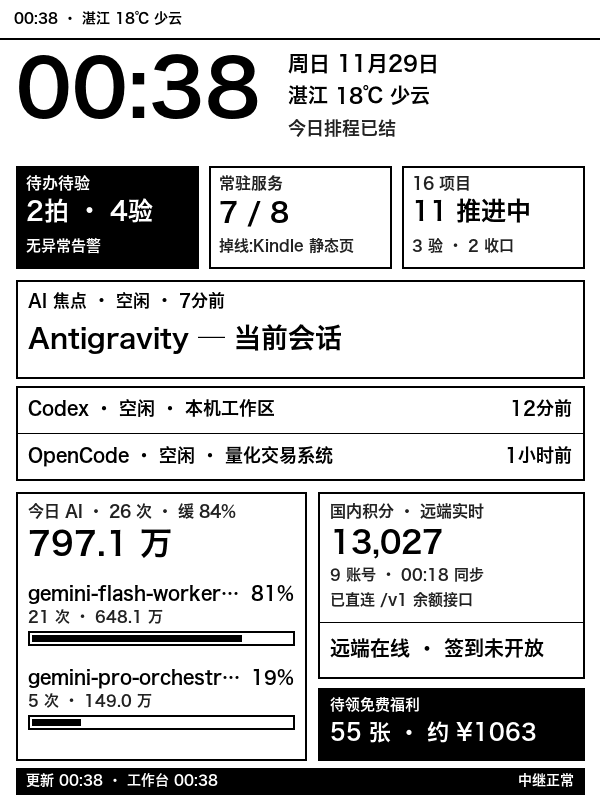 00:38 · 湛江 18℃ 少云
00:38
周日 11月29日
湛江 18℃ 少云
今日排程已结
待办待验
2拍 · 4验
无异常告警
常驻服务
7 / 8
掉线:Kindle 静态页
16 项目
11 推进中
3 验 · 2 收口
AI 焦点 · 空闲 · 7分前
Antigravity — 当前会话
Codex · 空闲 · 本机工作区 12分前
OpenCode · 空闲 · 量化交易系统 1小时前
今日 AI · 26 次 · 缓 84%
797.1 万
gemini-flash-worker… 81%
21 次 · 648.1 万
gemini-pro-orchestr… 19%
5 次 · 149.0 万
国内积分 · 远端实时
13,027
9 账号 · 00:18 同步
已直连 /v1 余额接口
远端在线 · 签到未开放
待领免费福利
55 张 · 约 ¥1063
更新 00:38 · 工作台 00:38 中继正常